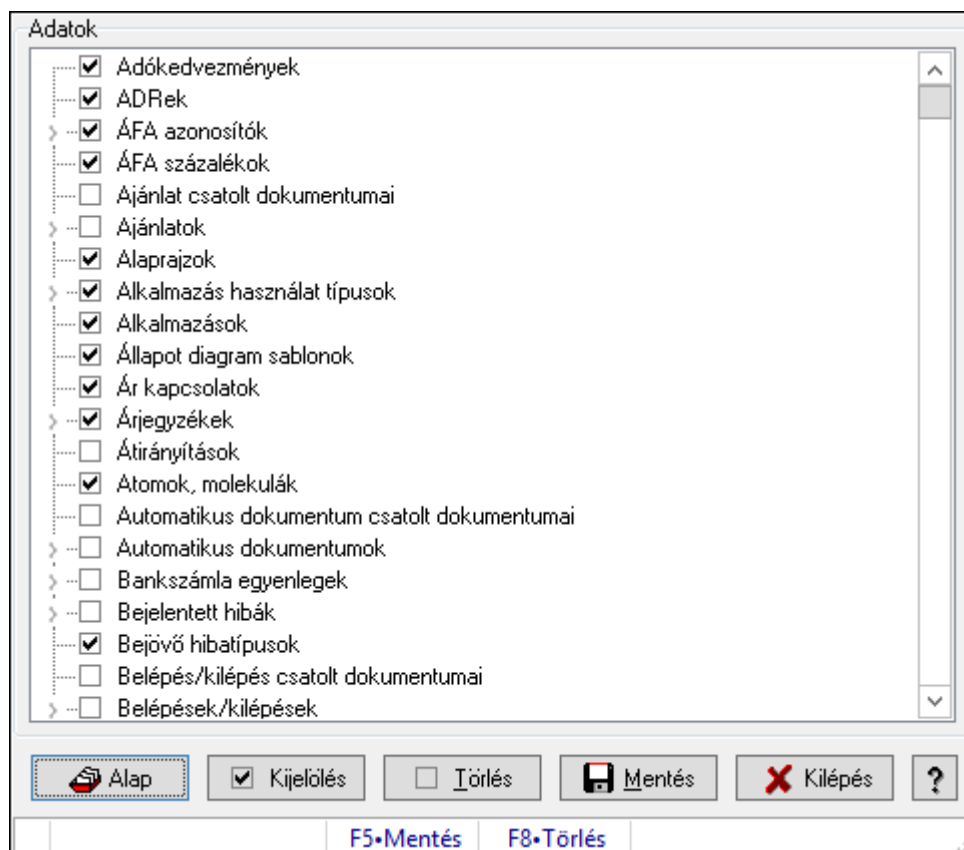 Adatok
Adókedvezmények
ADRek
ÁFA azonosítók
ÁFA százalékok
Ajánlat csatolt dokumentumai
Ajánlatok
Alaprajzok
Alkalmazás használat típusok
Alkalmazások
Állapot diagram sablonok
Ár kapcsolatok
Árjegyzékek
Átirányítások
Atomok, molekulák
Automatikus dokumentum csatolt dokumentumai
Automatikus dokumentumok
Bankszámla egyenlegek
Bejelentett hibák
Bejövő hibatípusok
Belépés/kilépés csatolt dokumentumai
Belépések/kilépések
Alap Kijelölés Törlés Mentés Kilépés ?
F5•Mentés F8•Törlés